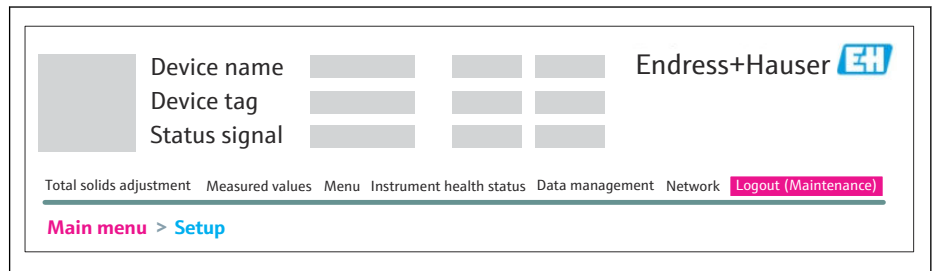 Device name
Endress+Hauser EH
Device tag
Status signal
Total solids adjustment Measured values Menu Instrument health status Data management Network Logout (Maintenance)
Main menu > Setup